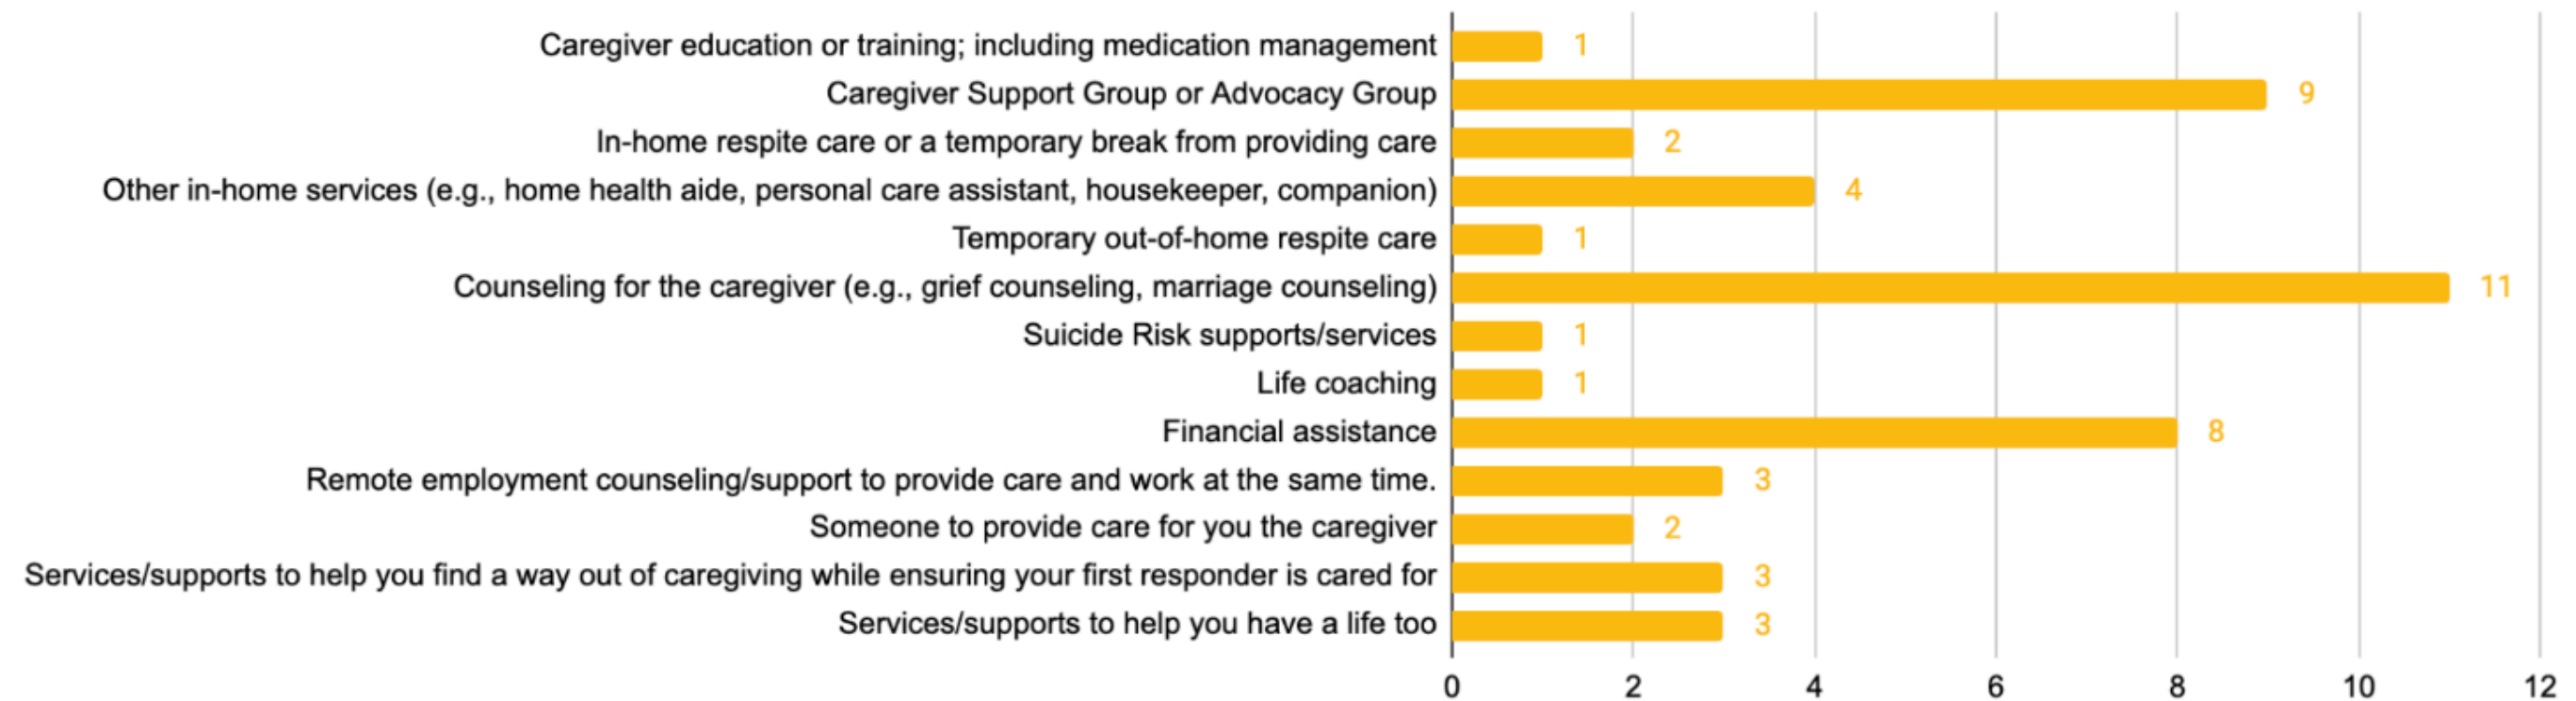 Caregiver education or training; including medication management 1
Caregiver Support Group or Advocacy Group 9
In-home respite care or a temporary break from providing care 2
Other in-home services (e.g., home health aide, personal care assistant, housekeeper, companion) 4
Temporary out-of-home respite care 1
Counseling for the caregiver (e.g., grief counseling, marriage counseling) 11
Suicide Risk supports/services 1
Life coaching 1
Financial assistance 8
Remote employment counseling/support to provide care and work at the same time. 3
Someone to provide care for you the caregiver 2
Services/supports to help you find a way out of caregiving while ensuring your first responder is cared for 3
Services/supports to help you have a life too 3
0 2 4 6 8 10 12